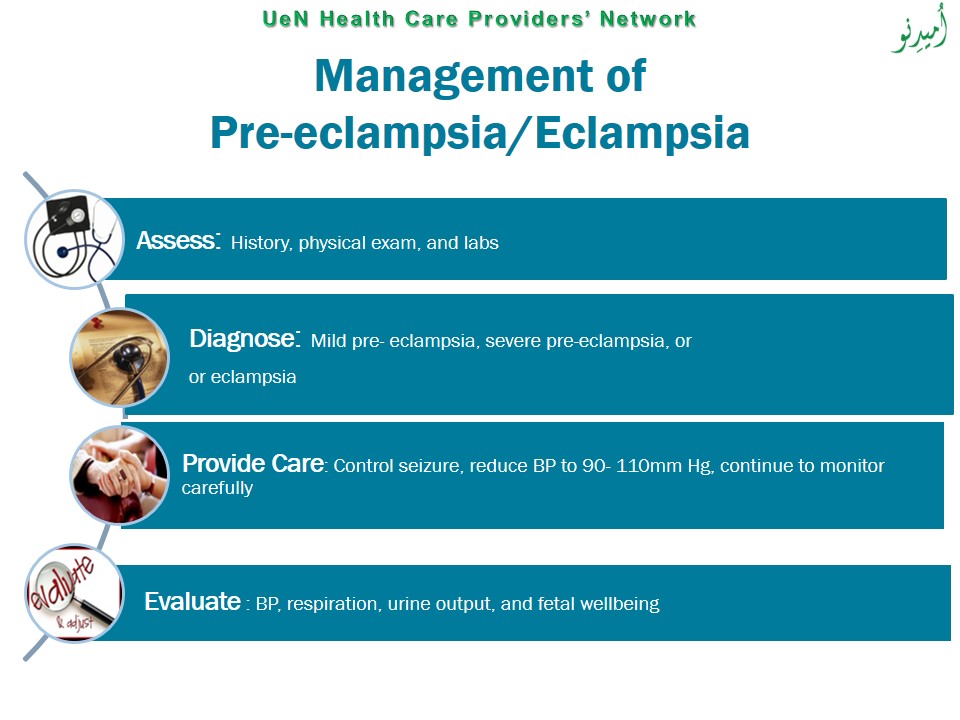 UeN Health Care Providers’ Network
اُمیدِنو
Management of
Pre-eclampsia/Eclampsia
Assess: History, physical exam, and labs
Diagnose: Mild pre- eclampsia, severe pre-eclampsia, or
or eclampsia
Provide Care: Control seizure, reduce BP to 90- 110mm Hg, continue to monitor
carefully
evaluate
& adjust
Evaluate : BP, respiration, urine output, and fetal wellbeing